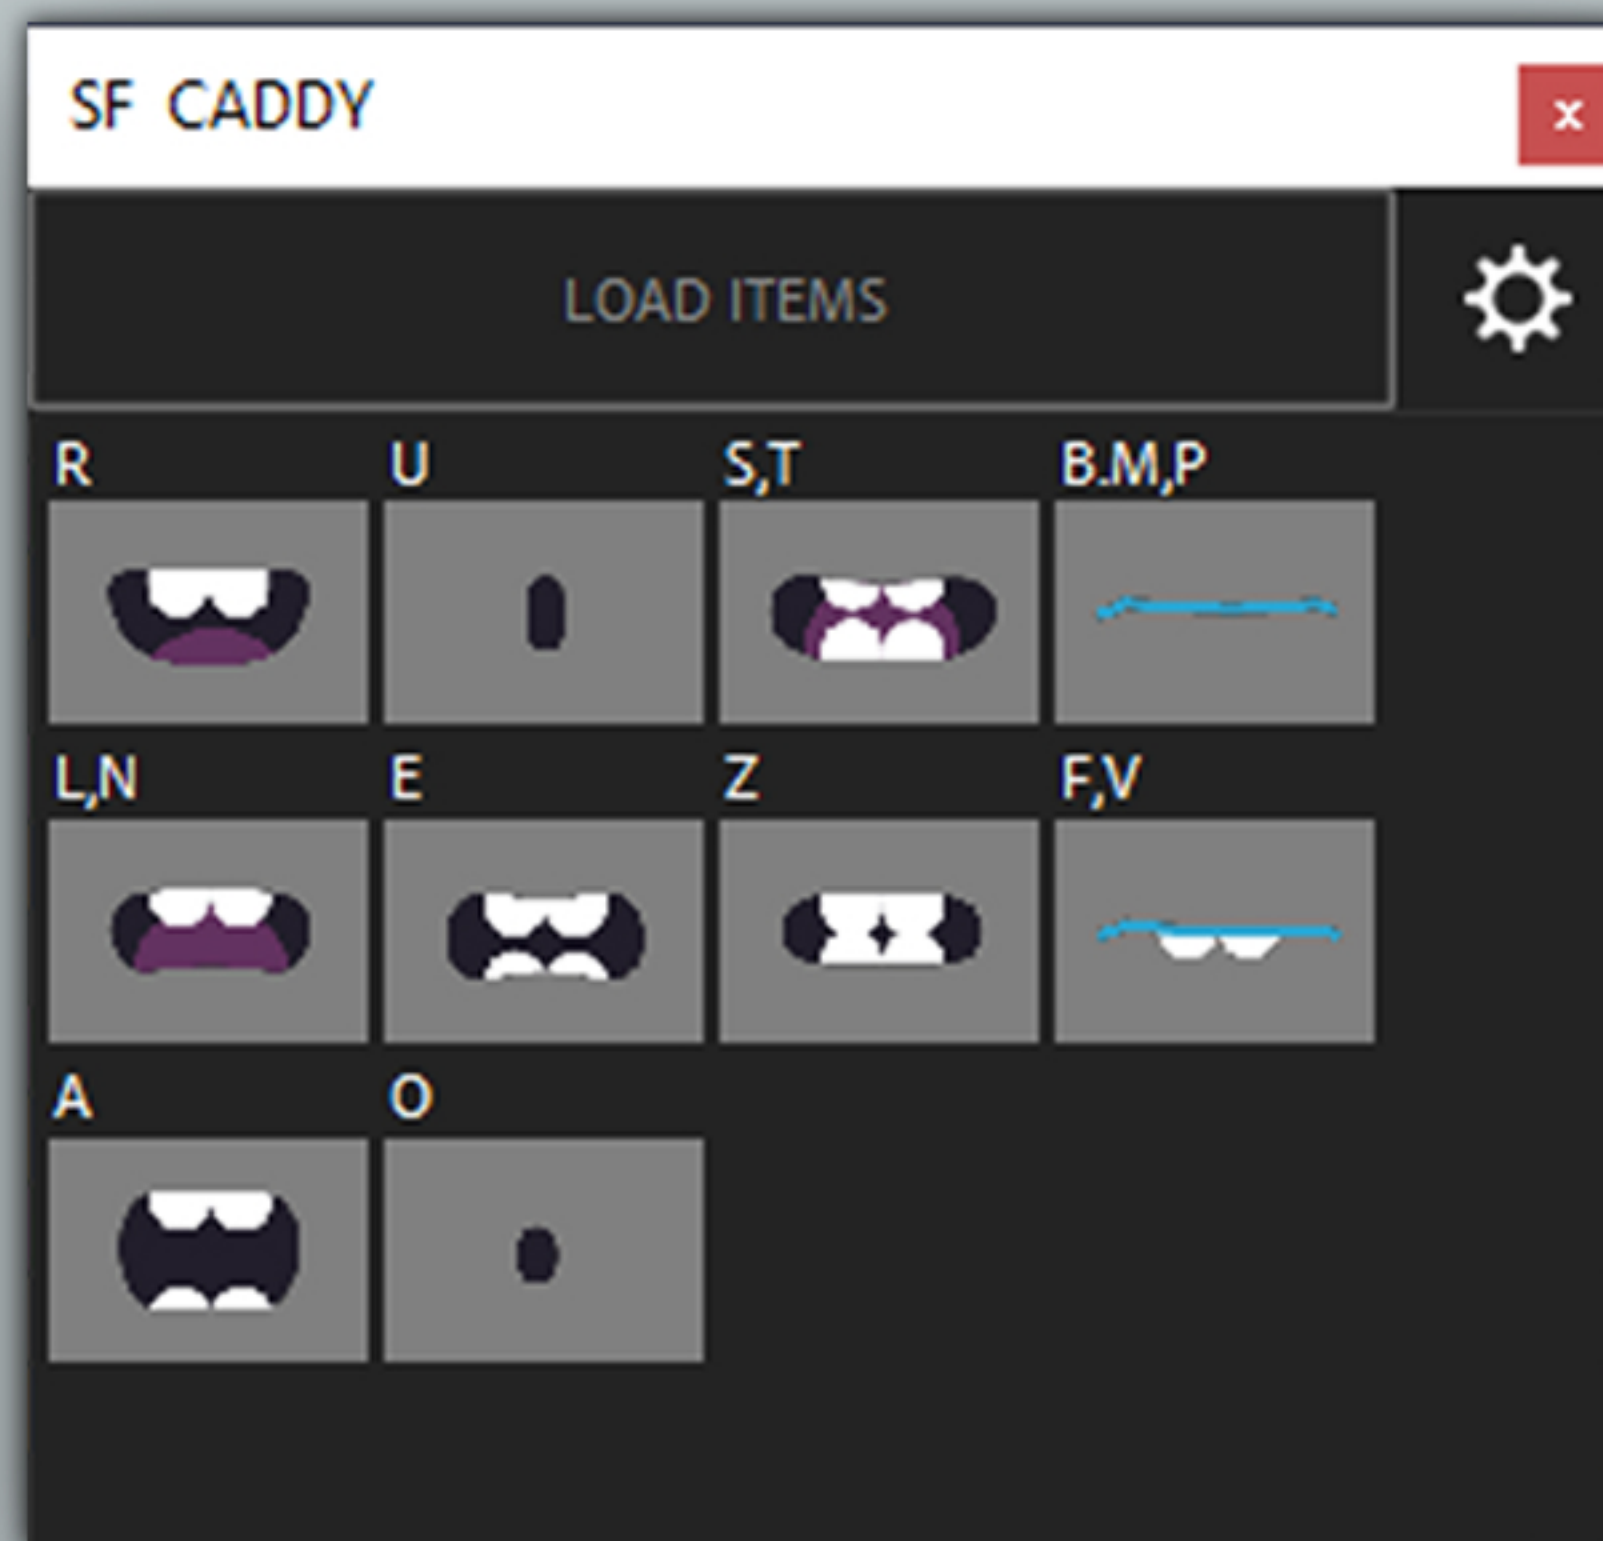 SF CADDY
x
LOAD ITEMS
R U S,T B.M,P
L,N E Z F,V
A O